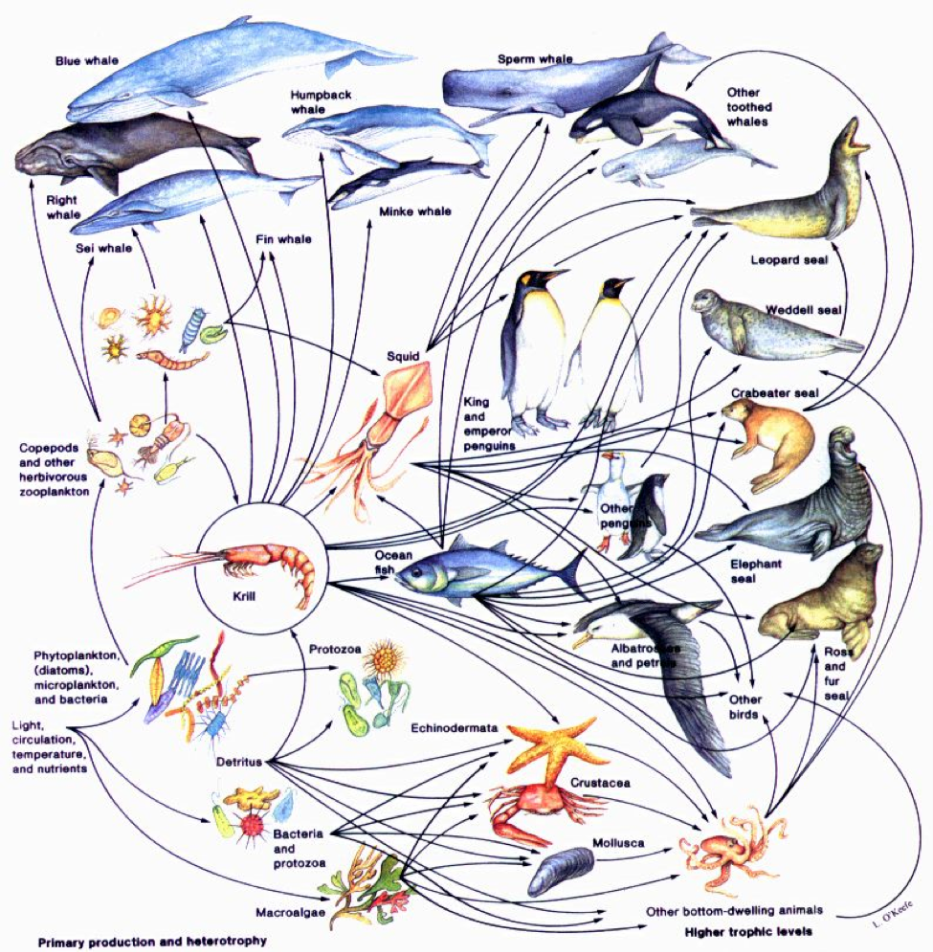 Blue whale
Sperm whale
Humpback
whale
Other
toothed
whales
Right
whale
Minke whale
Sei whale
Fin whale
Leopard seal
Weddell seal
Squid
Crabeater seal
King
and
emperor
penguins
Copepods
and other
herbivorous
zooplankton
Other
penguins
Ocean
fish
Elephant
seal
Krill
Phytoplankton,
(diatoms),
microplankton,
and bacteria
Protozoa
Albatrosses
and petrels
Ross
and
fur
seal
Other
birds
Light,
circulation,
temperature,
and nutrients
Echinodermata
Detritus
Crustacea
Bacteria
and
protozoa
Mollusca
Macroalgae
Other bottom-dwelling animals
L. O'Keefe
Higher trophic levels
Primary production and heterotrophy